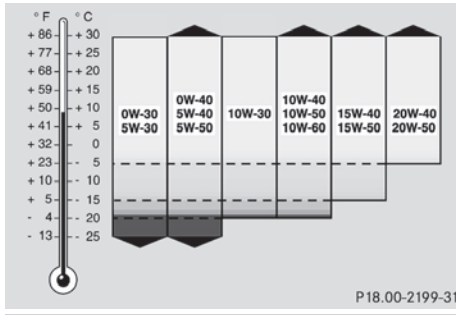 ° F ° C
+ 86 + 30
+ 77 + 25
+ 68 + 20
+ 59 + 15
+ 50 + 10
+ 41 + 5
+ 32 0
+ 23 - 5
+ 10 - 10
+ 5 - 15
- 4 - 20
- 13 - 25
0W-30
5W-30
0W-40
5W-40
5W-50
10W-30
10W-40
10W-50
10W-60
15W-40
15W-50
20W-40
20W-50
P18.00-2199-31